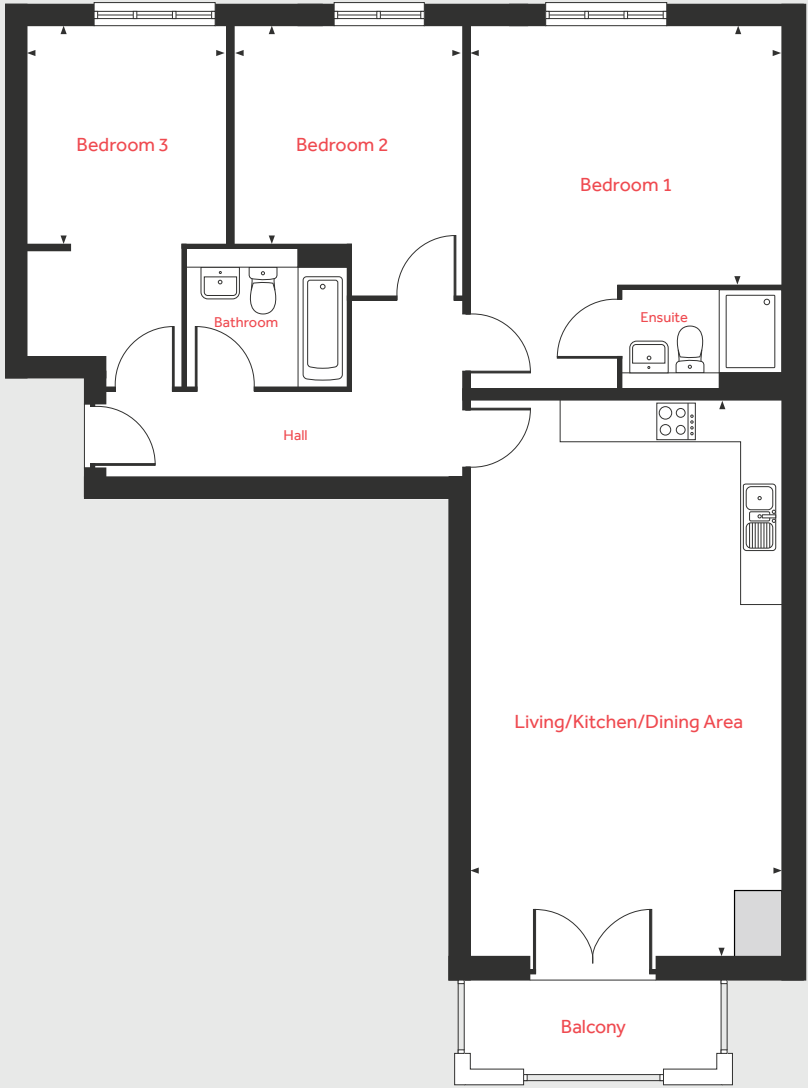 Bedroom 3
Bedroom 2
Bedroom 1
Bathroom
Ensuite
Hall
Living/Kitchen/Dining Area
Balcony